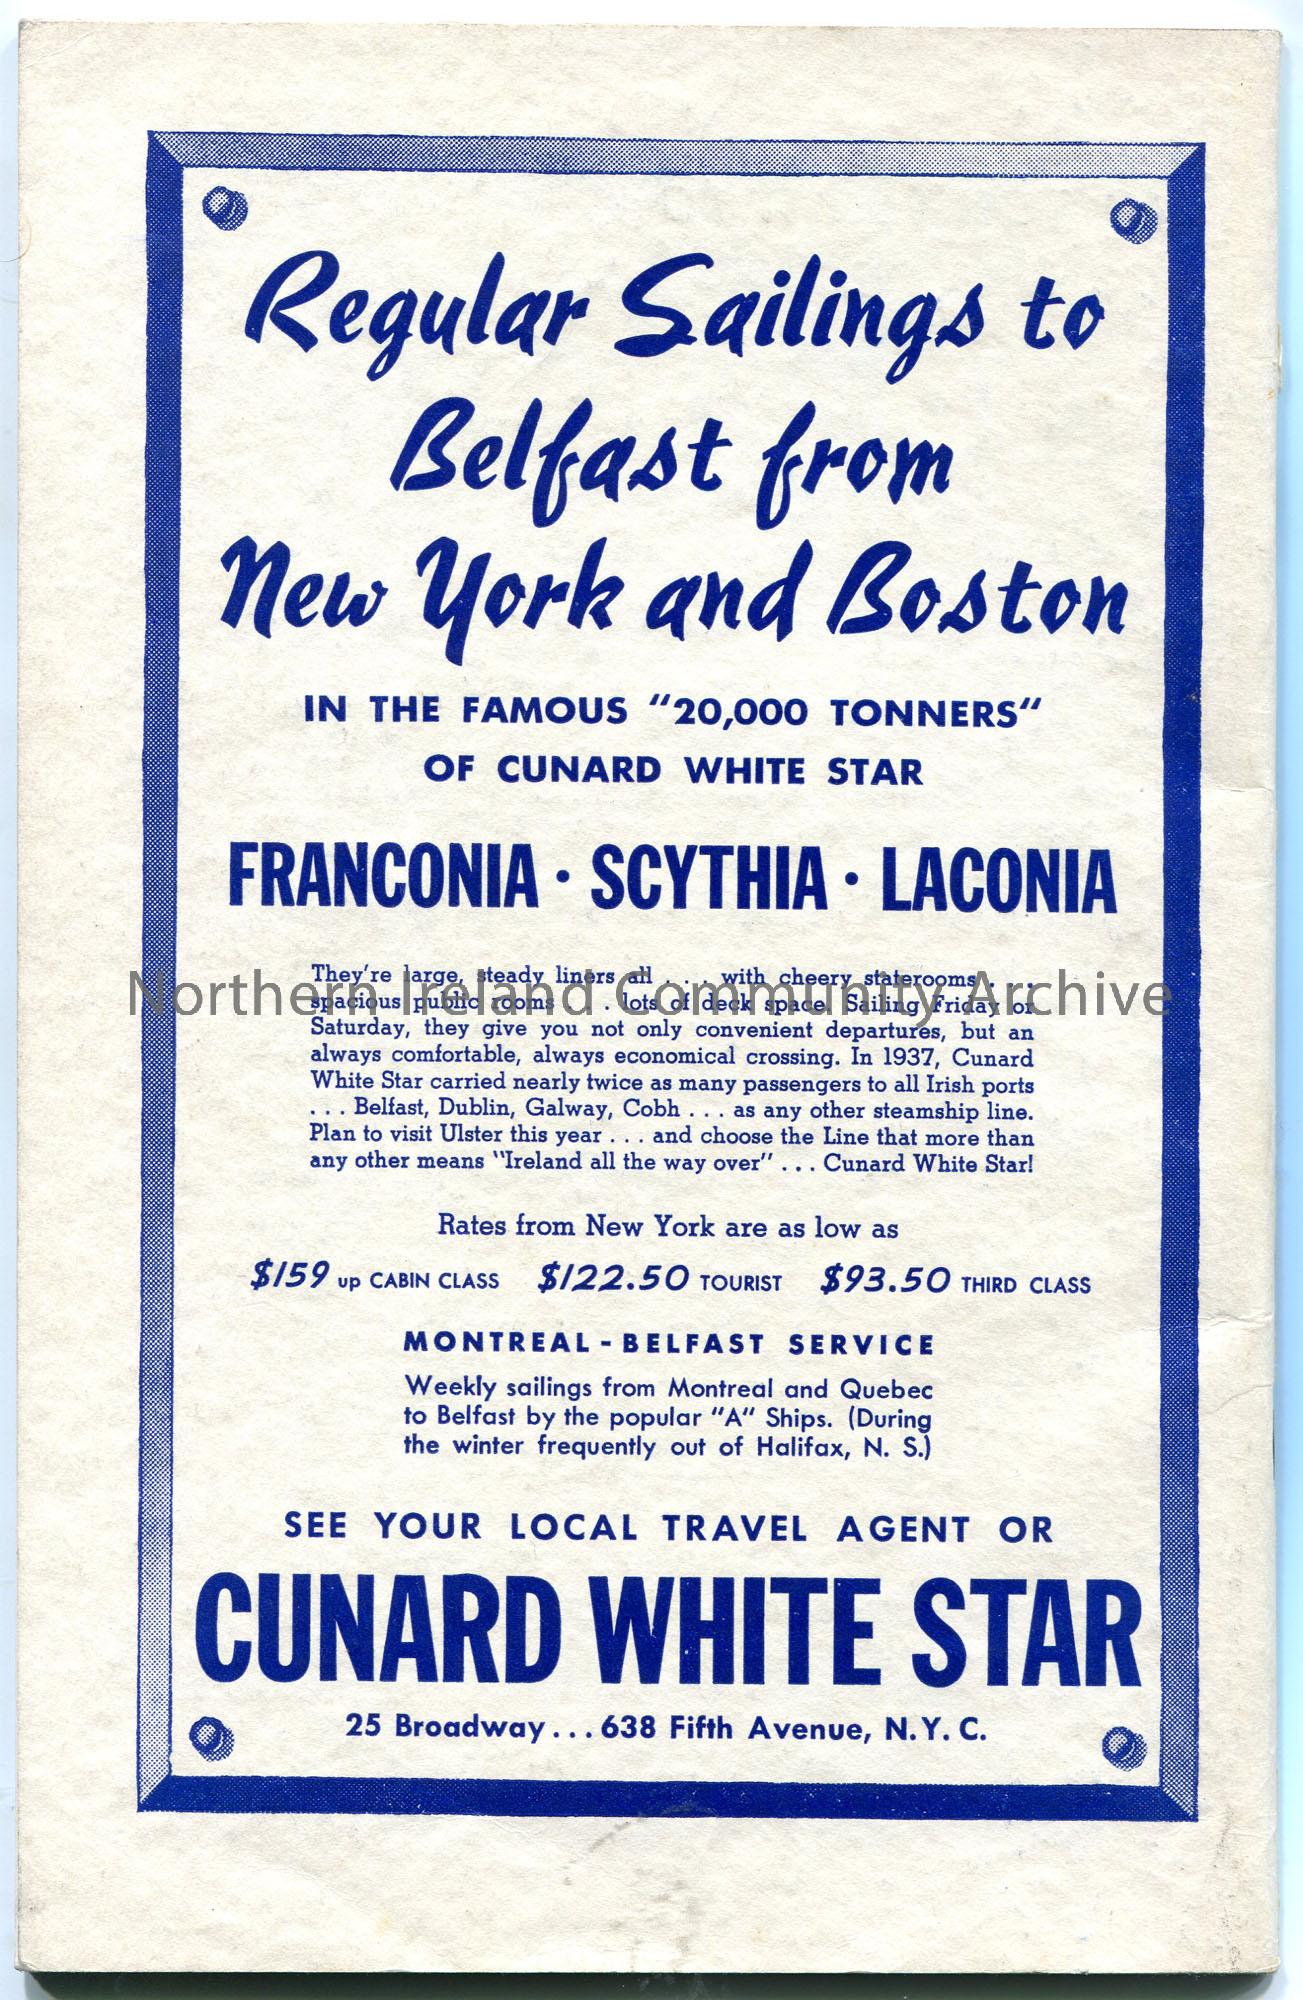 Regular Sailings to
Belfast from
New York and Boston
IN THE FAMOUS "20,000 TONNERS"
OF CUNARD WHITE STAR
FRANCONIA · SCYTHIA · LACONIA
They're large, steady liners all . . . with cheery staterooms . . .
spacious public rooms . . . lots of deck space! Sailing Friday or
Northern Ireland Community Archive
Saturday, they give you not only convenient departures, but an
always comfortable, always economical crossing. In 1937, Cunard
White Star carried nearly twice as many passengers to all Irish ports
. . . Belfast, Dublin, Galway, Cobh . . . as any other steamship line.
Plan to visit Ulster this year . . . and choose the Line that more than
any other means "Ireland all the way over" . . . Cunard White Star!
Rates from New York are as low as
$159 up CABIN CLASS $122.50 TOURIST $93.50 THIRD CLASS
MONTREAL-BELFAST SERVICE
Weekly sailings from Montreal and Quebec
to Belfast by the popular "A" Ships. (During
the winter frequently out of Halifax, N. S.)
SEE YOUR LOCAL TRAVEL AGENT OR
CUNARD WHITE STAR
25 Broadway...638 Fifth Avenue, N.Y.C.